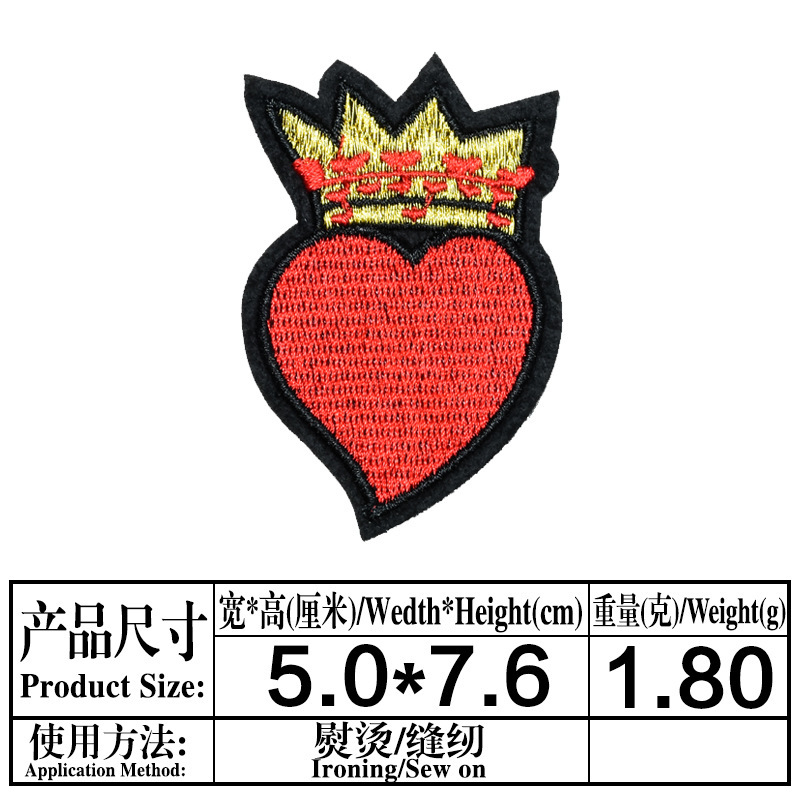 产品尺寸
Product Size:
宽*高(厘米)/Wedth*Height(cm)
5.0*7.6
重量(克)/Weight(g)
1.80
使用方法:
Application Method:
熨烫/缝纫
Ironing/Sew on